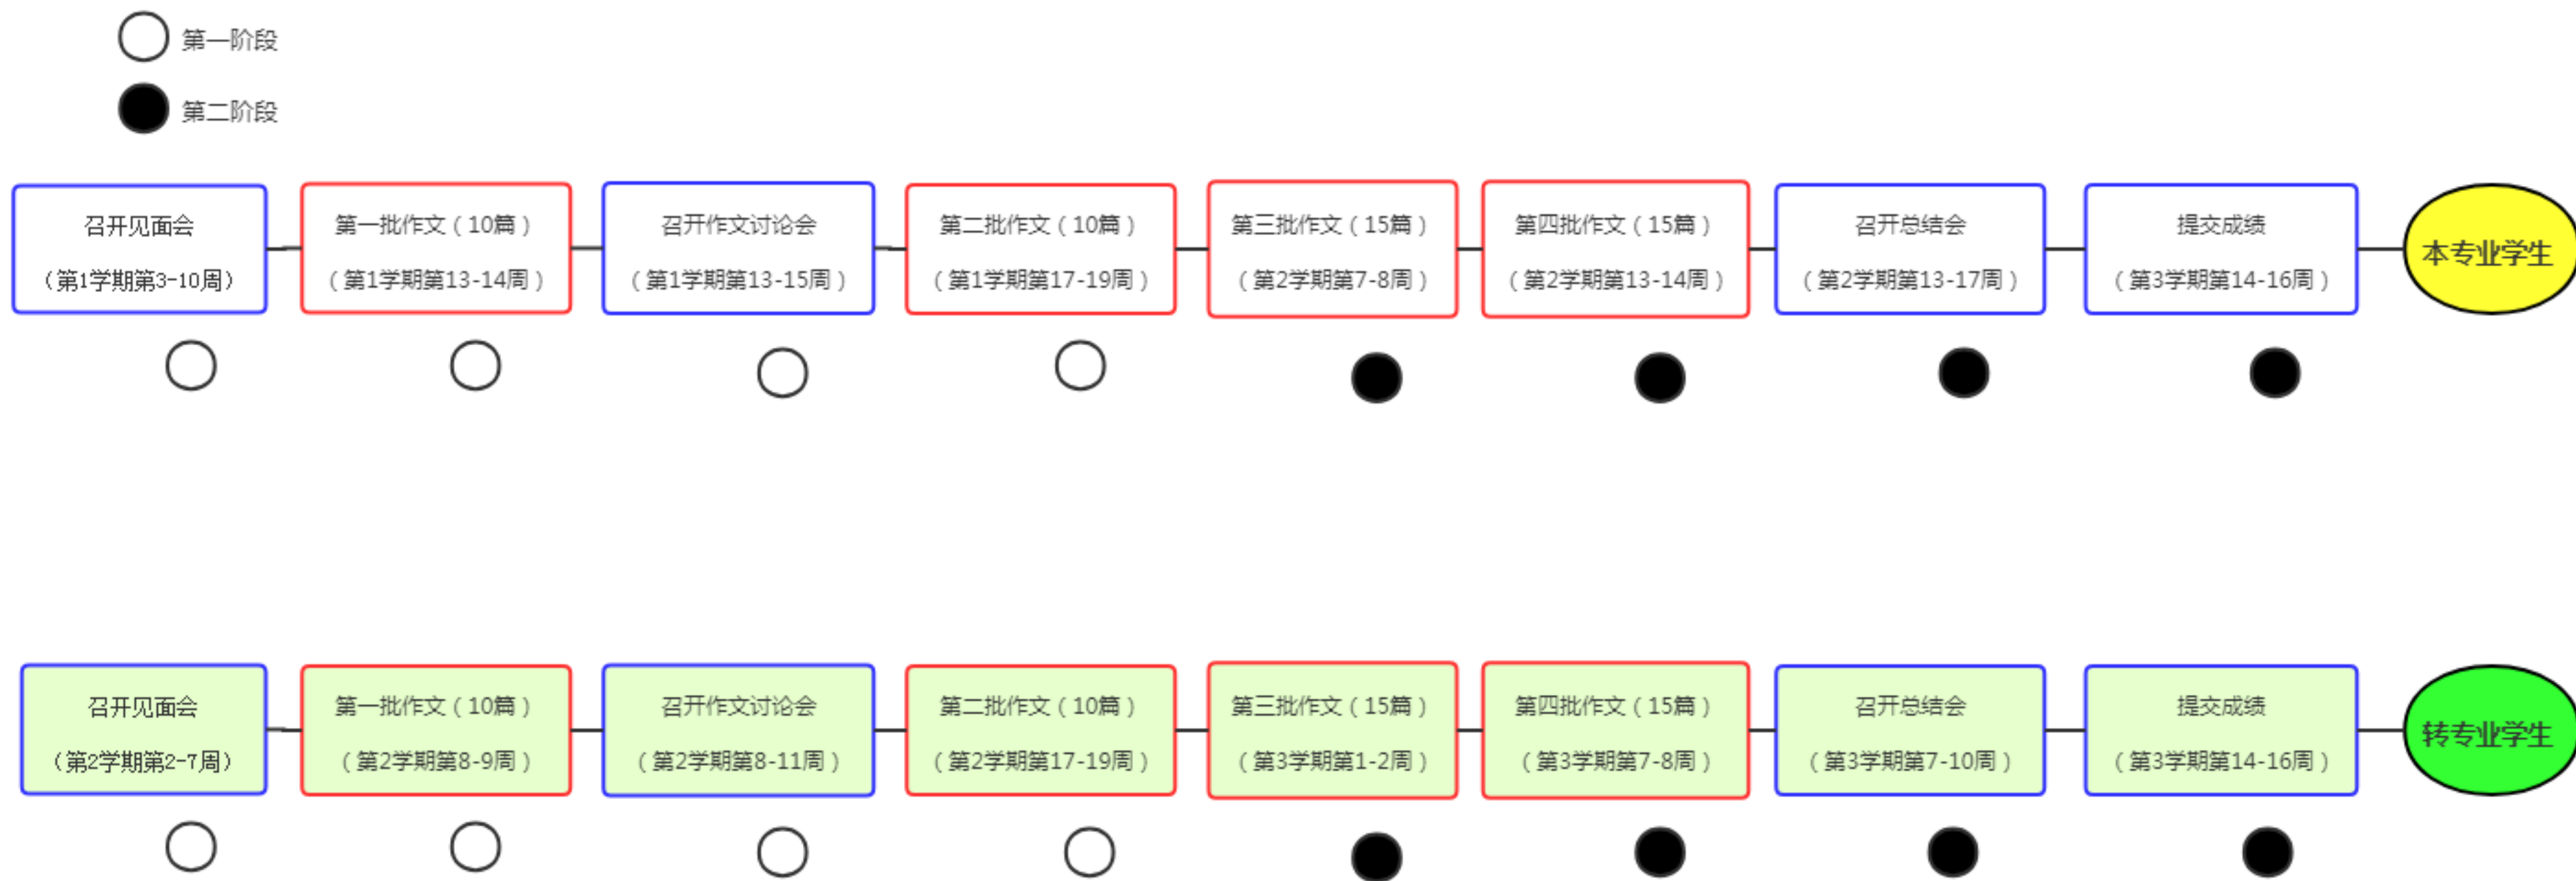 第一阶段
第二阶段
召开见面会
（第1学期第3-10周）
第一批作文（10篇）
（第1学期第13-14周）
召开作文讨论会
（第1学期第13-15周）
第二批作文（10篇）
（第1学期第17-19周）
第三批作文（15篇）
（第2学期第7-8周）
第四批作文（15篇）
（第2学期第13-14周）
召开总结会
（第2学期第13-17周）
提交成绩
（第3学期第14-16周）
本专业学生
召开见面会
（第2学期第2-7周）
第一批作文（10篇）
（第2学期第8-9周）
召开作文讨论会
（第2学期第8-11周）
第二批作文（10篇）
（第2学期第17-19周）
第三批作文（15篇）
（第3学期第1-2周）
第四批作文（15篇）
（第3学期第7-8周）
召开总结会
（第3学期第7-10周）
提交成绩
（第3学期第14-16周）
转专业学生